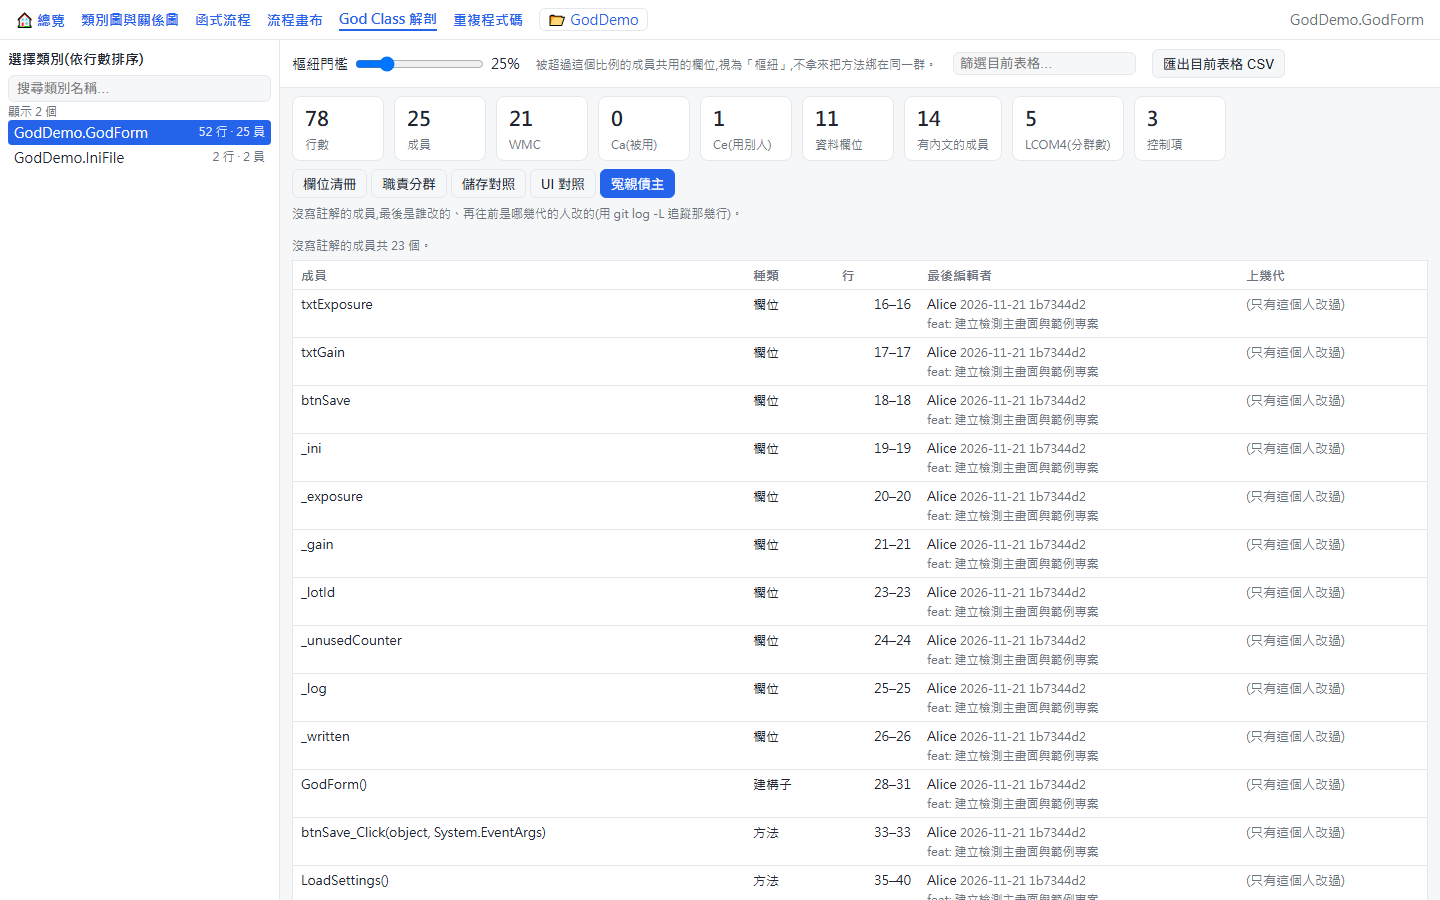 總覽 類別圖與關係圖 函式流程 流程畫布 God Class 解剖 重複程式碼 GodDemo GodDemo.GodForm
選擇類別(依行數排序)
搜尋類別名稱...
顯示 2 個
GodDemo.GodForm 52 行 · 25 員
GodDemo.IniFile 2 行 · 2 員
樞紐門檻 25% 被超過這個比例的成員共用的欄位,視為「樞紐」,不拿來把方法綁在同一群。 篩選目前表格... 匯出目前表格 CSV
78 25 21 0 1 11 14 5 3
行數 成員 WMC Ca(被用) Ce(用別人) 資料欄位 有內文的成員 LCOM4(分群數) 控制項
欄位清冊 職責分群 儲存對照 UI 對照 冤親債主
沒寫註解的成員,最後是誰改的、再往前是哪幾代的人改的(用 git log -L 追蹤那幾行)。
沒寫註解的成員共 23 個。
成員 種類 行 最後編輯者 上幾代
txtExposure 欄位 16–16 Alice 2026-11-21 1b7344d2 (只有這個人改過)
feat: 建立檢測主畫面與範例專案
txtGain 欄位 17–17 Alice 2026-11-21 1b7344d2 (只有這個人改過)
feat: 建立檢測主畫面與範例專案
btnSave 欄位 18–18 Alice 2026-11-21 1b7344d2 (只有這個人改過)
feat: 建立檢測主畫面與範例專案
_ini 欄位 19–19 Alice 2026-11-21 1b7344d2 (只有這個人改過)
feat: 建立檢測主畫面與範例專案
_exposure 欄位 20–20 Alice 2026-11-21 1b7344d2 (只有這個人改過)
feat: 建立檢測主畫面與範例專案
_gain 欄位 21–21 Alice 2026-11-21 1b7344d2 (只有這個人改過)
feat: 建立檢測主畫面與範例專案
_lotId 欄位 23–23 Alice 2026-11-21 1b7344d2 (只有這個人改過)
feat: 建立檢測主畫面與範例專案
_unusedCounter 欄位 24–24 Alice 2026-11-21 1b7344d2 (只有這個人改過)
feat: 建立檢測主畫面與範例專案
_log 欄位 25–25 Alice 2026-11-21 1b7344d2 (只有這個人改過)
feat: 建立檢測主畫面與範例專案
_written 欄位 26–26 Alice 2026-11-21 1b7344d2 (只有這個人改過)
feat: 建立檢測主畫面與範例專案
GodForm() 建構子 28–31 Alice 2026-11-21 1b7344d2 (只有這個人改過)
feat: 建立檢測主畫面與範例專案
btnSave_Click(object, System.EventArgs) 方法 33–33 Alice 2026-11-21 1b7344d2 (只有這個人改過)
feat: 建立檢測主畫面與範例專案
LoadSettings() 方法 35–40 Alice 2026-11-21 1b7344d2 (只有這個人改過)
feat: 建立檢測主畫面與範例專案